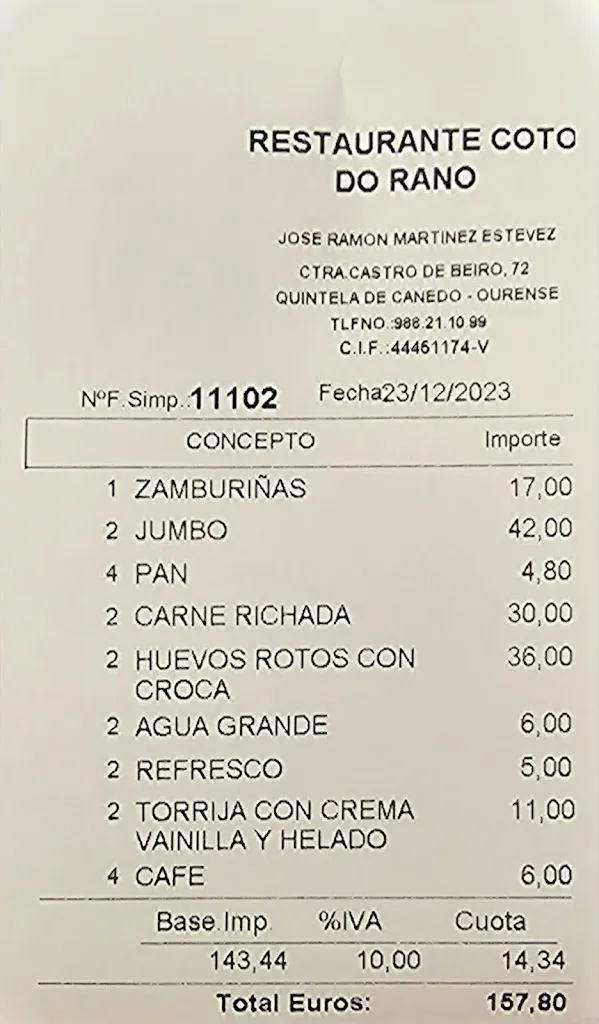 RESTAURANTE COTO
DO RANO
JOSE RAMON MARTINEZ ESTEVEZ
CTRA.CASTRO DE BEIRO, 72
QUINTELA DE CANEDO - OURENSE
TLFNO.:988.21.10.99
C.I.F.:44461174-V
NºF.Simp.:11102 Fecha23/12/2023
CONCEPTO Importe
1 ZAMBURIÑAS 17,00
2 JUMBO 42,00
4 PAN 4,80
2 CARNE RICHADA 30,00
2 HUEVOS ROTOS CON 36,00
CROCA
2 AGUA GRANDE 6,00
2 REFRESCO 5,00
2 TORRIJA CON CREMA 11,00
VAINILLA Y HELADO
4 CAFE 6,00
Base.Imp. %IVA Cuota
143,44 10,00 14,34
Total Euros: 157,80